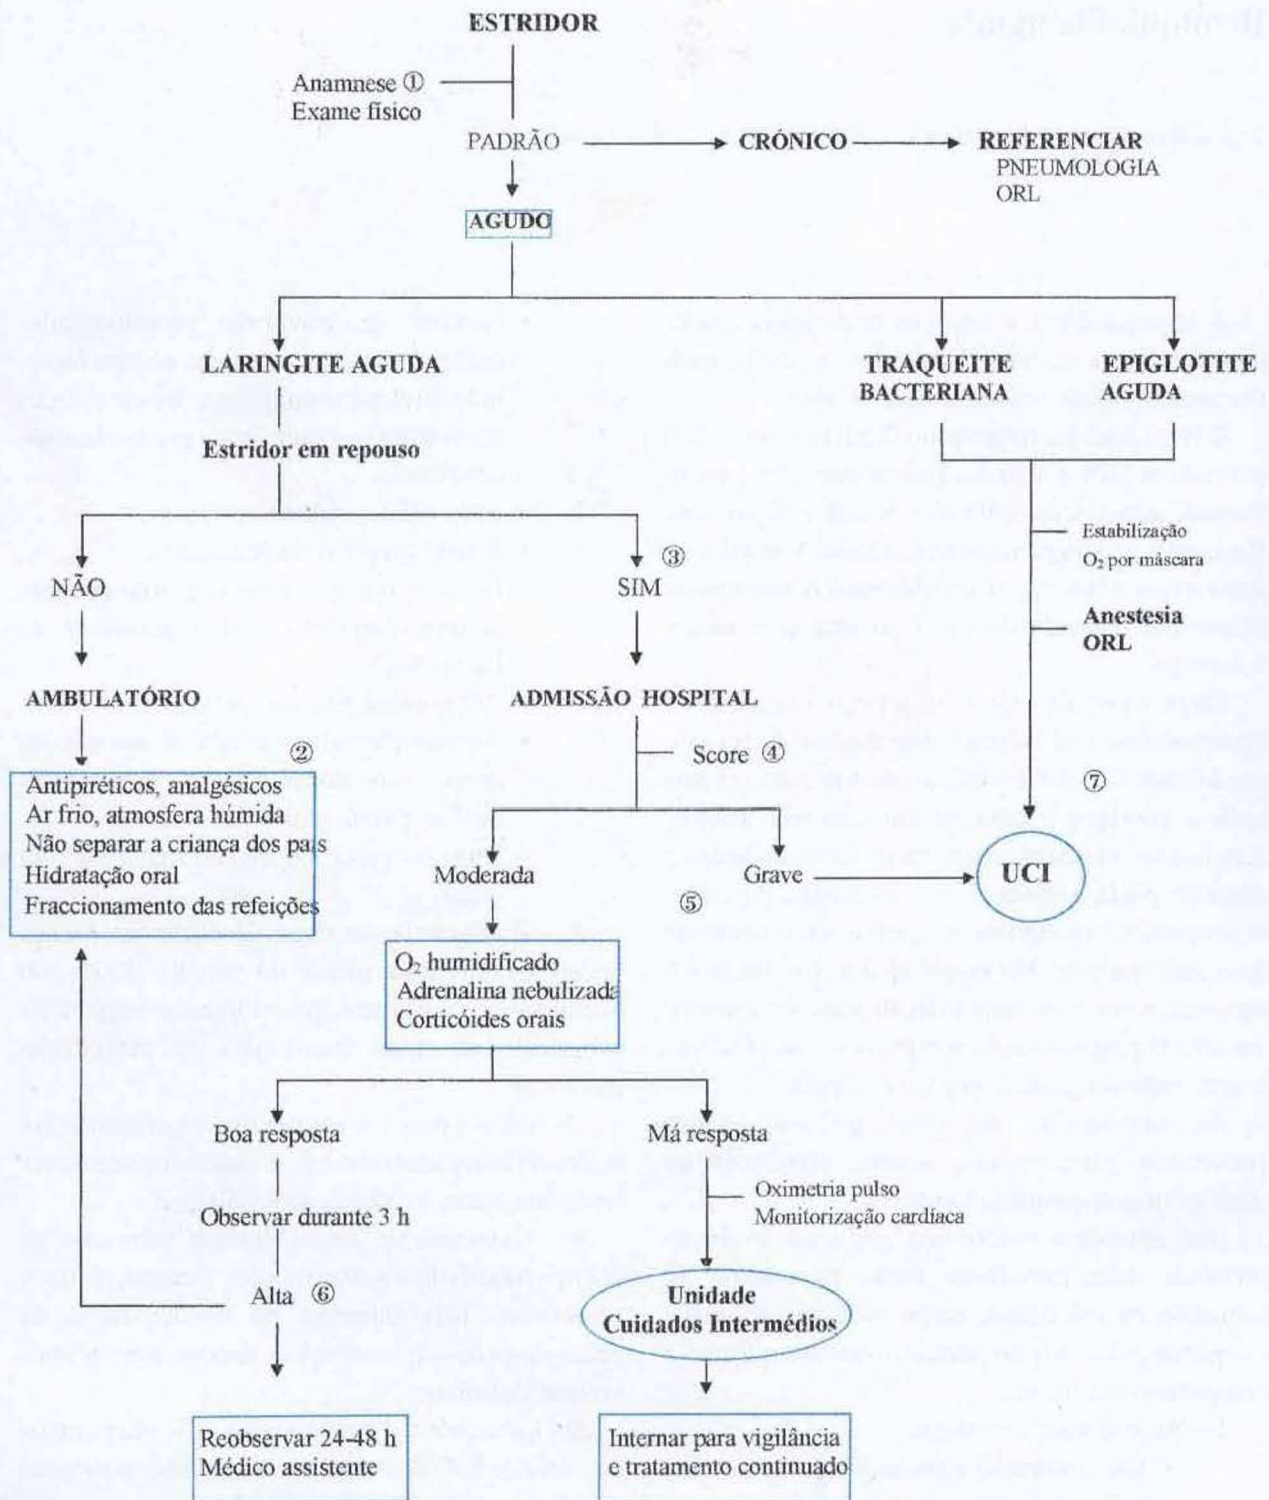 ESTRIDOR
Anamnese ①
Exame físico
PADRÃO
CRÓNICO
REFERENCIAR
PNEUMOLOGIA
ORL
AGUDO
LARINGITE AGUDA
TRAQUEITE
BACTERIANA
EPIGLOTITE
AGUDA
Estridor em repouso
Estabilização
O₂ por máscara
③
NÃO
SIM
Anestesia
ORL
AMBULATÓRIO
ADMISSÃO HOSPITAL
②
Score ④
⑦
Antipiréticos, analgésicos
Ar frio, atmosfera húmida
Não separar a criança dos pais
Hidratação oral
Fraccionamento das refeições
Moderada
⑤
Grave
UCI
O₂ humidificado
Adrenalina nebulizada
Corticóides orais
Boa resposta
Má resposta
Oximetria pulso
Monitorização cardíaca
Observar durante 3 h
Alta ⑥
Unidade
Cuidados Intermédios
Reobservar 24-48 h
Médico assistente
Internar para vigilância
e tratamento continuado